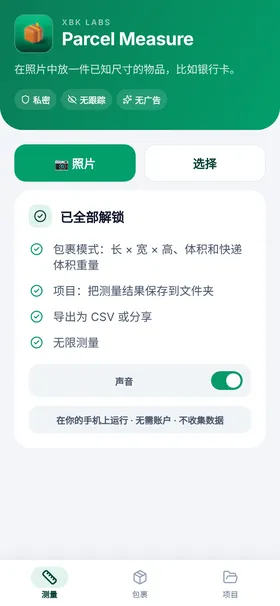 XBK LABS
Parcel Measure
在照片中放一件已知尺寸的物品，比如银行卡。
私密
无跟踪
无广告
照片
选择
已全部解锁
包裹模式：长 × 宽 × 高、体积和快递
体积重量
项目：把测量结果保存到文件夹
导出为 CSV 或分享
无限测量
声音
在你的手机上运行 · 无需账户 · 不收集数据
测量
包裹
项目